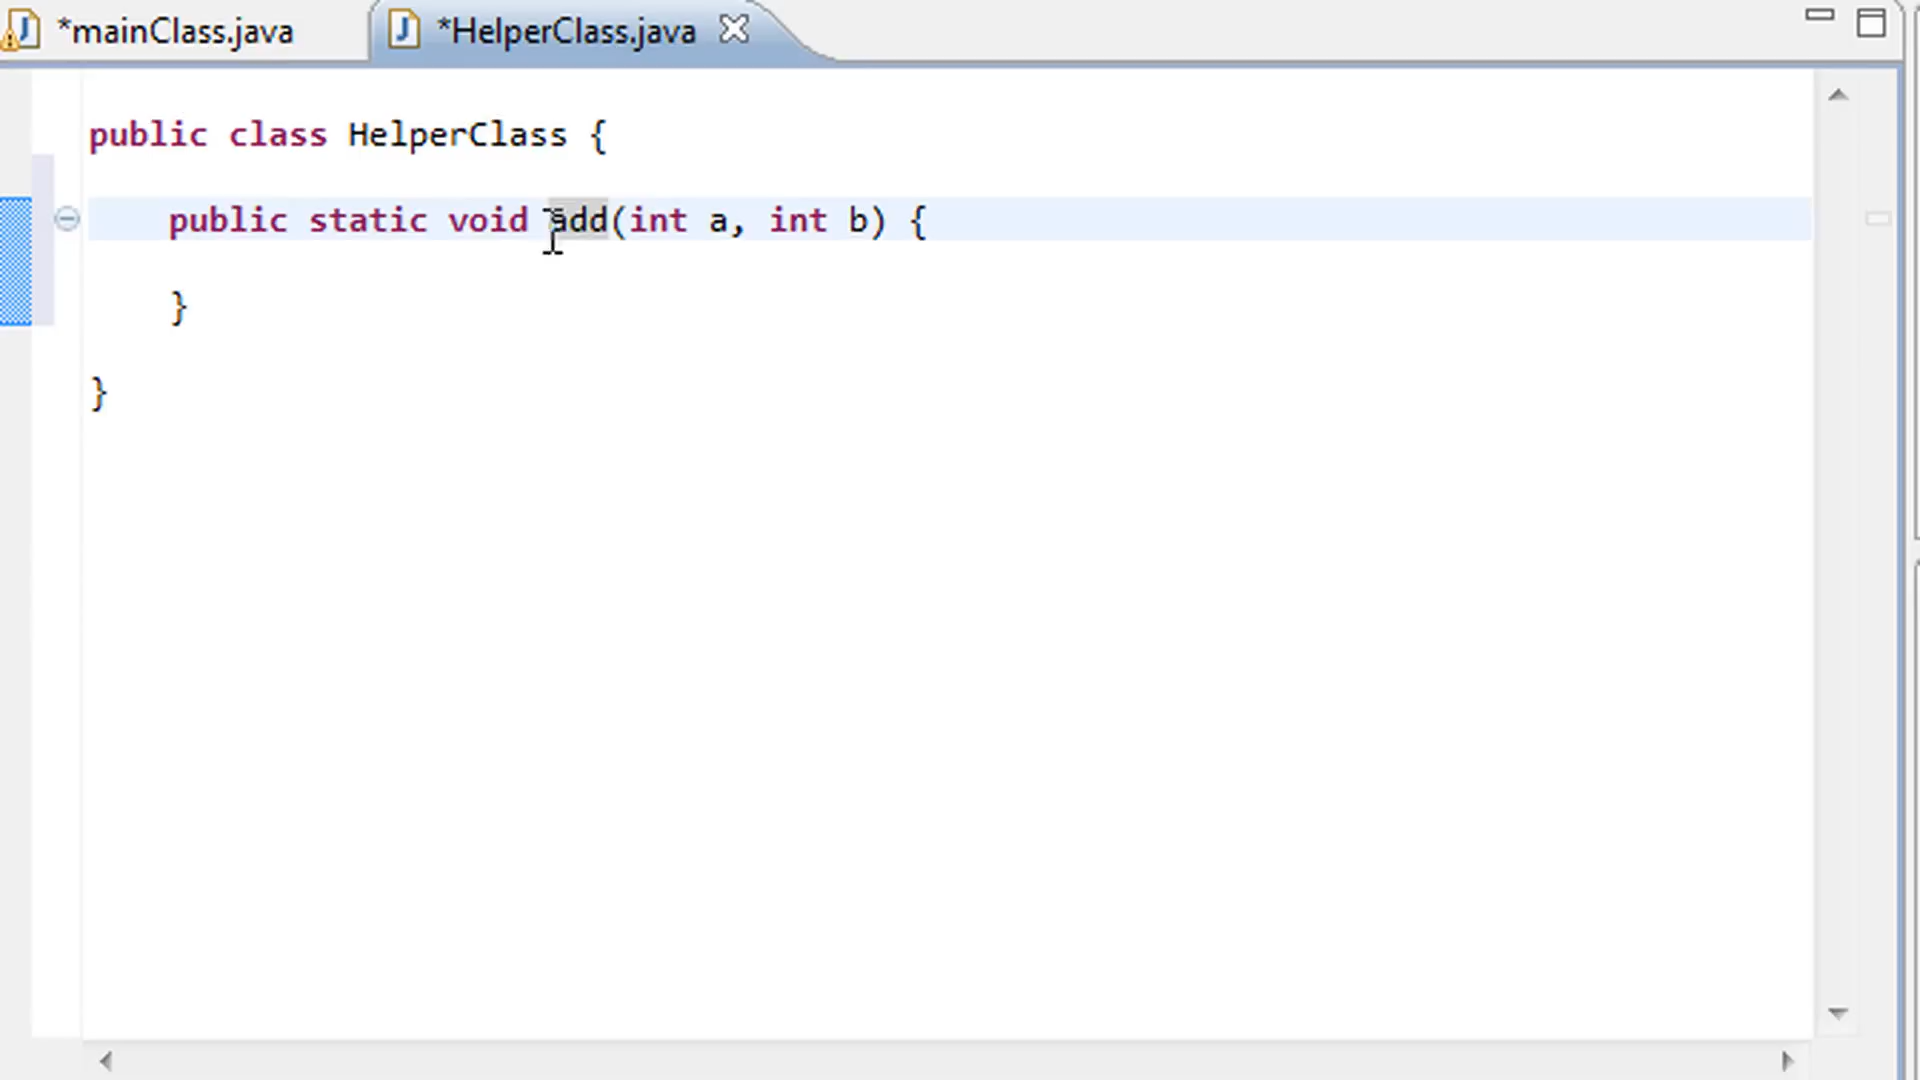 *mainClass.java *HelperClass.java
public class HelperClass {
public static void add(int a, int b) {
}
}